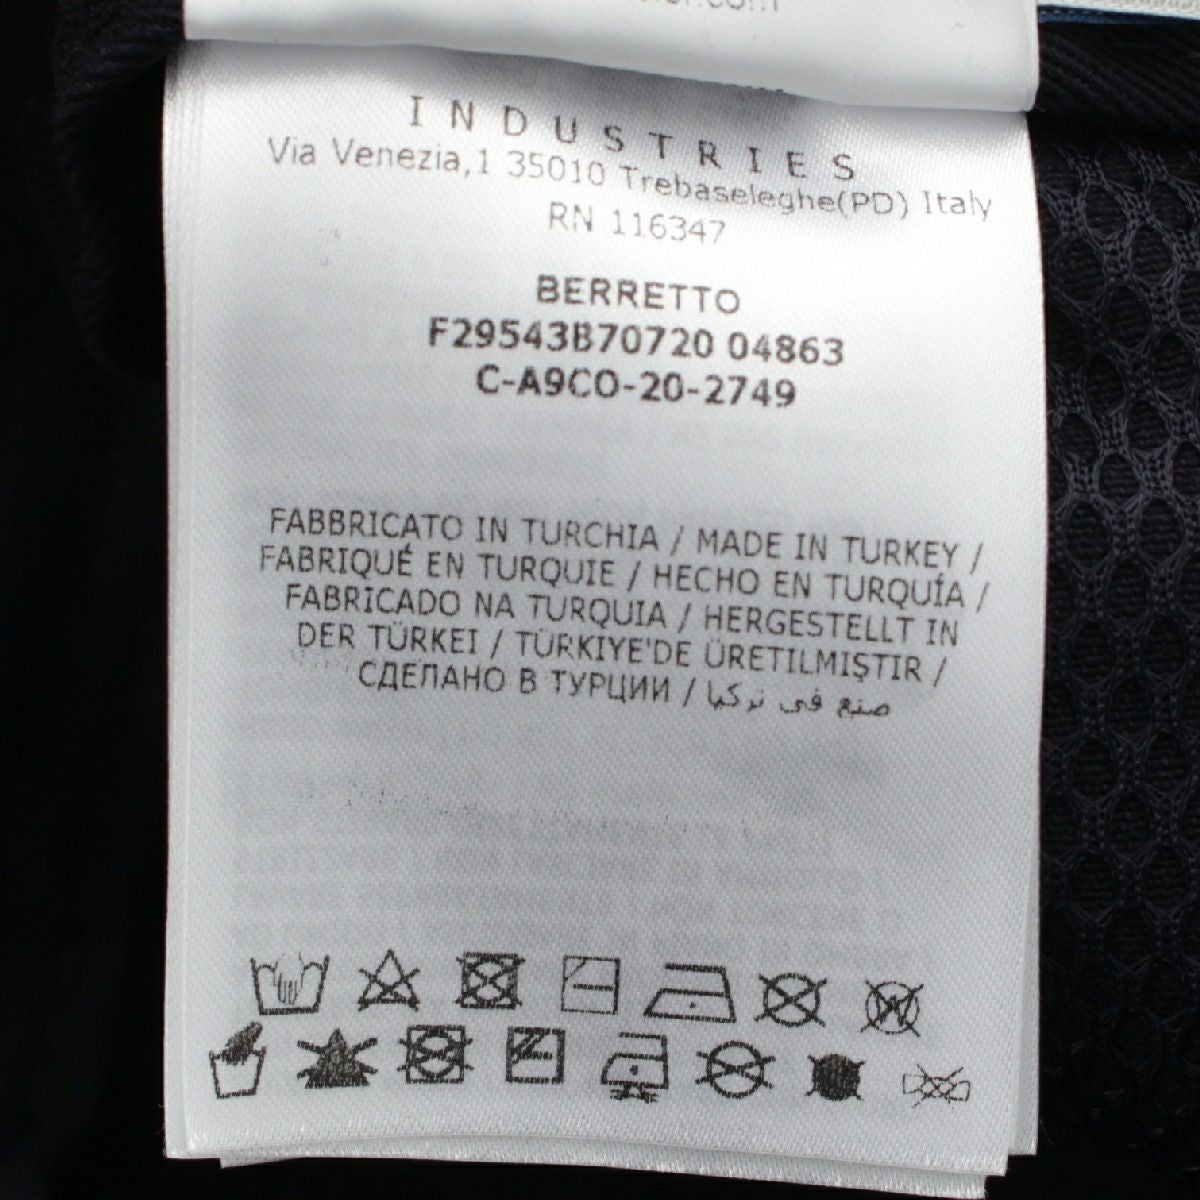 INDUSTRIES
Via Venezia,1 35010 Trebaseleghe(PD) Italy
RN 116347
BERRETTO
F29543B70720 04863
C-A9CO-20-2749
FABBRICATO IN TURCHIA / MADE IN TURKEY /
FABRIQUÉ EN TURQUIE / HECHO EN TURQUÍA /
FABRICADO NA TURQUIA / HERGESTELLT IN
DER TÜRKEI / TÜRKIYE'DE ÜRETILMIŞTIR /
СДЕЛАНО В ТУРЦИИ / صنع في تركيا
W